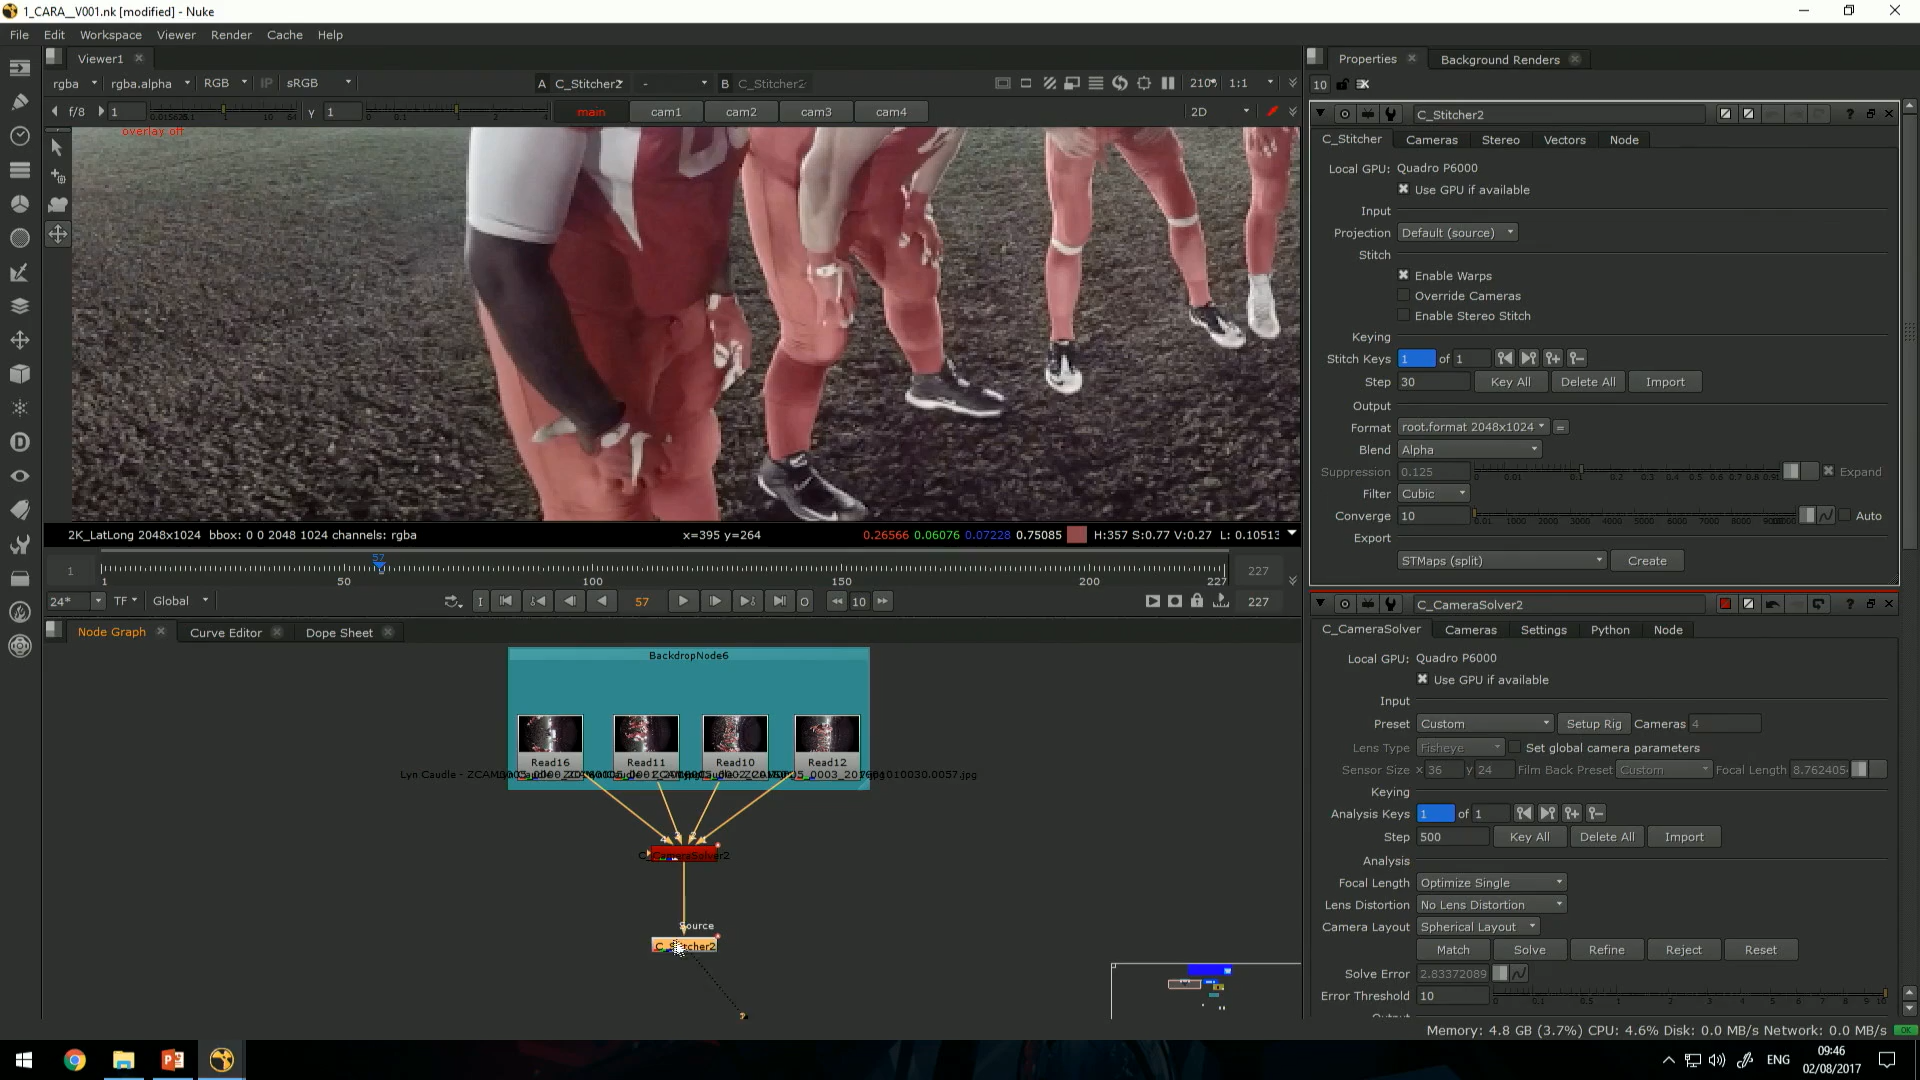 1_CARA__V001.nk [modified] - Nuke
File Edit Workspace Viewer Render Cache Help
Viewer1
rgba rgba.alpha RGB IP sRGB A C_Stitcher2 - B C_Stitcher2 210% 1:1
f/8 1 y 1 main cam1 cam2 cam3 cam4 2D
overlay off
2K_LatLong 2048x1024 bbox: 0 0 2048 1024 channels: rgba x=395 y=264 0.26566 0.06076 0.07228 0.75085 H:357 S:0.77 V:0.27 L: 0.10513
57
1 227
1 50 100 150 200 227
24* TF Global 57 10 227
Node Graph Curve Editor Dope Sheet
BackdropNode6
Read16 Read11 Read10 Read12
C_CameraSolver2
Source
C_Stitcher2
Properties Background Renders
10
C_Stitcher2
C_Stitcher Cameras Stereo Vectors Node
Local GPU: Quadro P6000
Use GPU if available
Input
Projection Default (source)
Stitch
Enable Warps
Override Cameras
Enable Stereo Stitch
Keying
Stitch Keys 1 of 1
Step 30 Key All Delete All Import
Output
Format root.format 2048x1024 =
Blend Alpha
Suppression 0.125 Expand
Filter Cubic
Converge 10 Auto
Export
STMaps (split) Create
C_CameraSolver2
C_CameraSolver Cameras Settings Python Node
Local GPU: Quadro P6000
Use GPU if available
Input
Preset Custom Setup Rig Cameras 4
Lens Type Fisheye Set global camera parameters
Sensor Size x 36 y 24 Film Back Preset Custom Focal Length 8.762405
Keying
Analysis Keys 1 of 1
Step 500 Key All Delete All Import
Analysis
Focal Length Optimize Single
Lens Distortion No Lens Distortion
Camera Layout Spherical Layout
Match Solve Refine Reject Reset
Solve Error 2.83372089
Error Threshold 10
Memory: 4.8 GB (3.7%) CPU: 4.6% Disk: 0.0 MB/s Network: 0.0 MB/s
ENG 09:46
02/08/2017